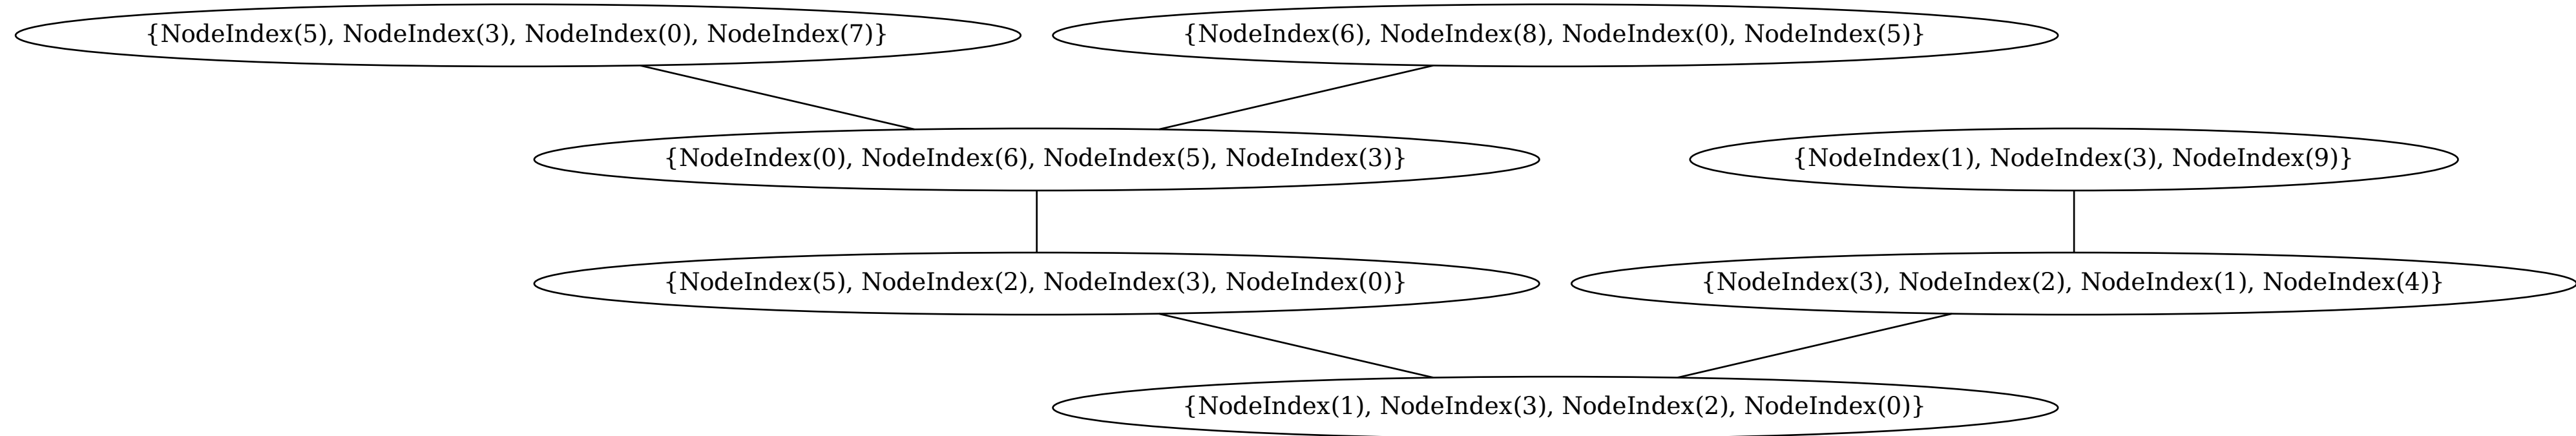 {NodeIndex(5), NodeIndex(3), NodeIndex(0), NodeIndex(7)}
{NodeIndex(6), NodeIndex(8), NodeIndex(0), NodeIndex(5)}
{NodeIndex(0), NodeIndex(6), NodeIndex(5), NodeIndex(3)}
{NodeIndex(1), NodeIndex(3), NodeIndex(9)}
{NodeIndex(5), NodeIndex(2), NodeIndex(3), NodeIndex(0)}
{NodeIndex(3), NodeIndex(2), NodeIndex(1), NodeIndex(4)}
{NodeIndex(1), NodeIndex(3), NodeIndex(2), NodeIndex(0)}